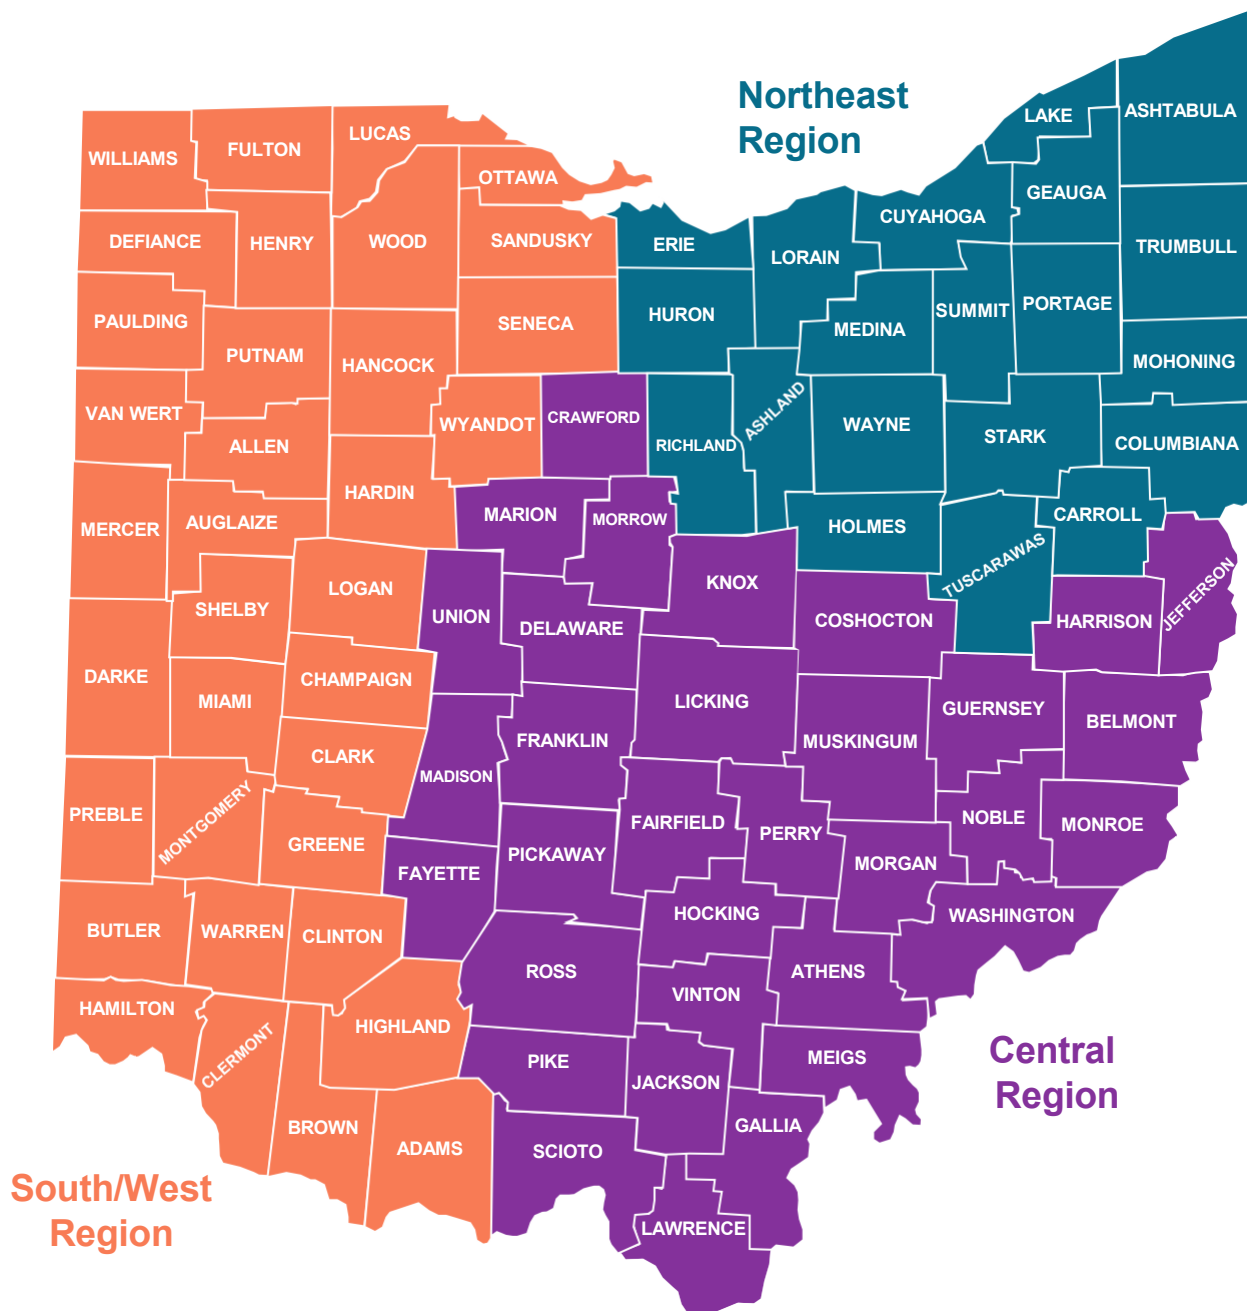 Northeast
Region
LAKE
ASHTABULA
LUCAS
FULTON
WILLIAMS
OTTAWA
GEAUGA
CUYAHOGA
DEFIANCE
HENRY
WOOD
SANDUSKY
ERIE
LORAIN
TRUMBULL
PAULDING
SENECA
HURON
MEDINA
SUMMIT
PORTAGE
PUTNAM
HANCOCK
MOHONING
VAN WERT
ALLEN
WYANDOT
CRAWFORD
RICHLAND
ASHLAND
WAYNE
STARK
COLUMBIANA
HARDIN
MERCER
AUGLAIZE
MARION
MORROW
HOLMES
CARROLL
TUSCARAWAS
JEFFERSON
LOGAN
SHELBY
UNION
DELAWARE
KNOX
COSHOCTON
HARRISON
DARKE
MIAMI
CHAMPAIGN
LICKING
GUERNSEY
BELMONT
CLARK
MADISON
FRANKLIN
MUSKINGUM
PREBLE
MONTGOMERY
GREENE
FAIRFIELD
PERRY
NOBLE
MONROE
FAYETTE
PICKAWAY
MORGAN
BUTLER
WARREN
CLINTON
HOCKING
WASHINGTON
ROSS
ATHENS
HAMILTON
CLERMONT
HIGHLAND
VINTON
Central
Region
PIKE
JACKSON
MEIGS
BROWN
ADAMS
SCIOTO
GALLIA
South/West
Region
LAWRENCE